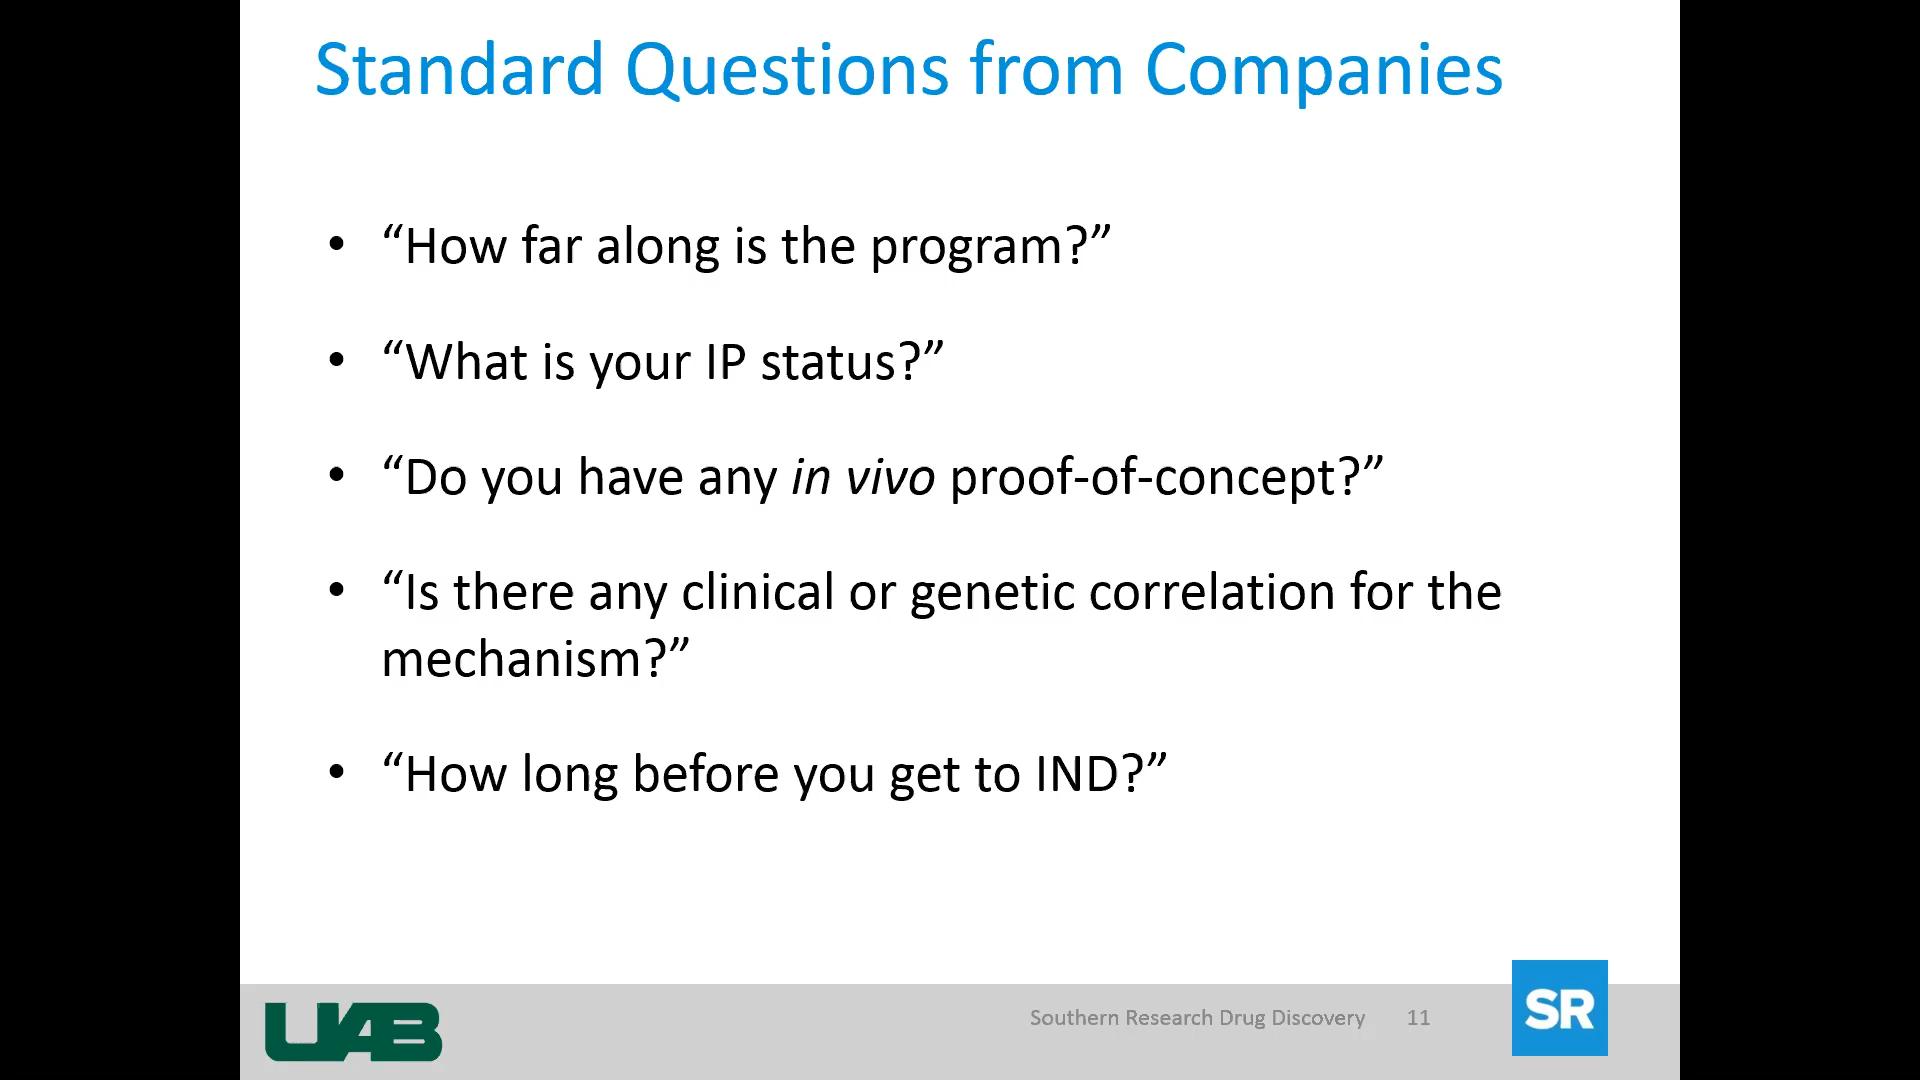 Standard Questions from Companies
• “How far along is the program?”
• “What is your IP status?”
• “Do you have any in vivo proof-of-concept?”
• “Is there any clinical or genetic correlation for the
mechanism?”
• “How long before you get to IND?”
UAB
Southern Research Drug Discovery 11
SR